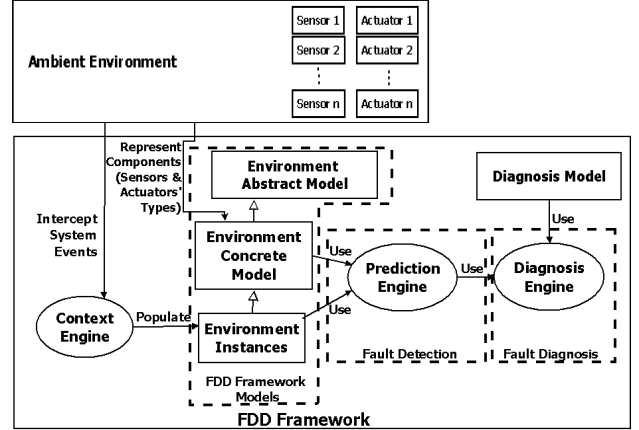 Ambient Environment
Sensor 1
Actuator 1
Sensor 2
Actuator 2
Sensor n
Actuator n
Represent
Components
(Sensors &
Actuators'
Types)
Environment
Abstract Model
Diagnosis Model
Intercept
System
Events
Environment
Concrete
Model
Use
Use
Prediction
Engine
Use
Diagnosis
Engine
Context
Engine
Populate
Environment
Instances
Use
Fault Detection
Fault Diagnosis
FDD Framework
Models
FDD Framework